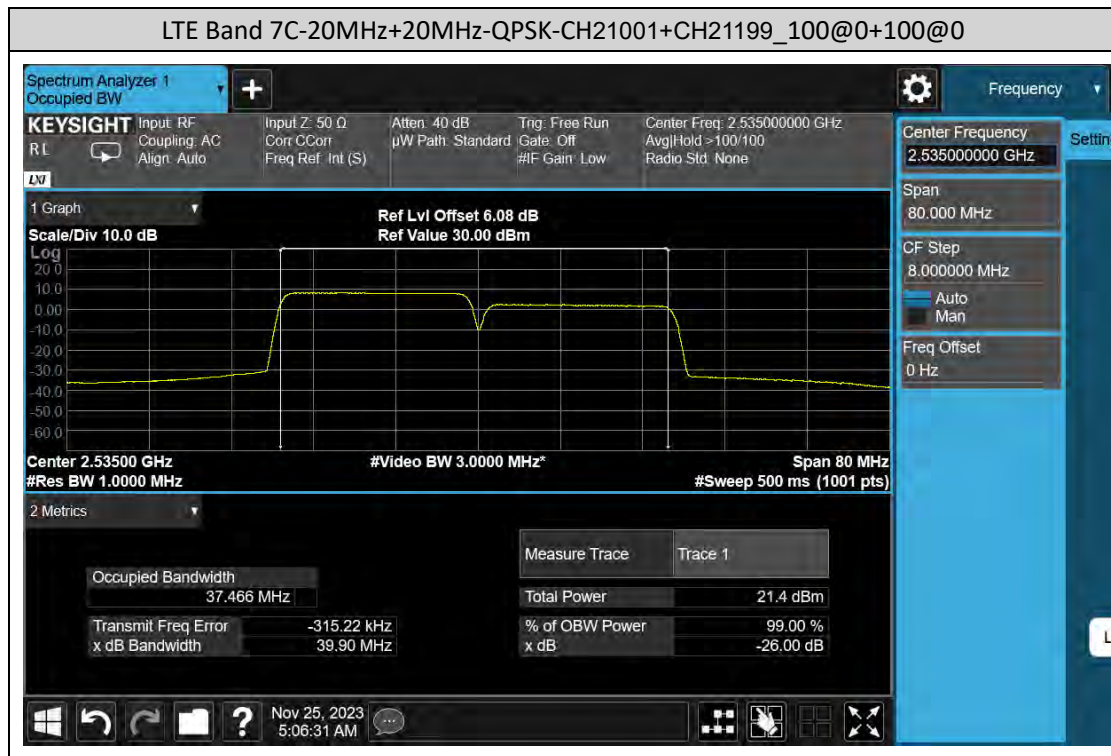 LTE Band 7C-20MHz+20MHz-QPSK-CH21001+CH21199_100@0+100@0
Spectrum Analyzer 1
Occupied BW
+
Frequency
KEYSIGHT
RL
LXI
Input: RF
Coupling: AC
Align: Auto
Input Z: 50 Ω
Corr CCorr
Freq Ref: Int (S)
Atten: 40 dB
µW Path: Standard
Trig: Free Run
Gate: Off
#IF Gain: Low
Center Freq: 2.535000000 GHz
Avg|Hold >100/100
Radio Std: None
Center Frequency
2.535000000 GHz
Settin
Span
80.000 MHz
CF Step
8.000000 MHz
Auto
Man
Freq Offset
0 Hz
1 Graph
Scale/Div 10.0 dB
Ref Lvl Offset 6.08 dB
Ref Value 30.00 dBm
Log
20.0
10.0
0.00
-10.0
-20.0
-30.0
-40.0
-50.0
-60.0
Center 2.53500 GHz
#Video BW 3.0000 MHz*
Span 80 MHz
#Res BW 1.0000 MHz
#Sweep 500 ms (1001 pts)
2 Metrics
Measure Trace
Trace 1
Occupied Bandwidth
37.466 MHz
Total Power
21.4 dBm
Transmit Freq Error
-315.22 kHz
% of OBW Power
99.00 %
x dB Bandwidth
39.90 MHz
x dB
-26.00 dB
L
?
Nov 25, 2023
5:06:31 AM